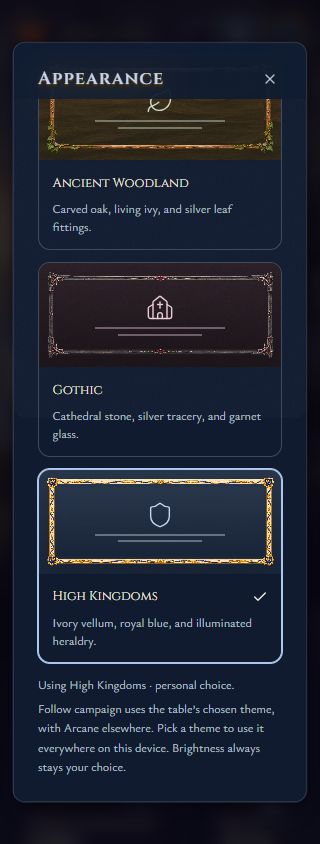 Appearance
Ancient Woodland
Carved oak, living ivy, and silver leaf
fittings.
Gothic
Cathedral stone, silver tracery, and garnet
glass.
High Kingdoms
Ivory vellum, royal blue, and illuminated
heraldry.
Using High Kingdoms · personal choice.
Follow campaign uses the table's chosen theme,
with Arcane elsewhere. Pick a theme to use it
everywhere on this device. Brightness always
stays your choice.